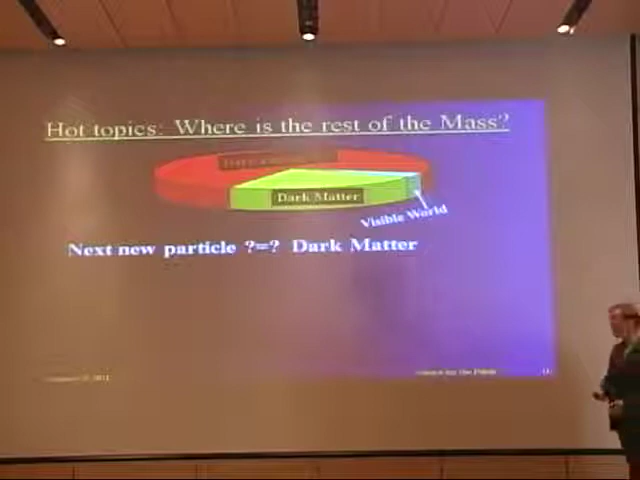 Hot topics: Where is the rest of the Mass?
Dark Matter
Visible World
Next new particle ?=? Dark Matter